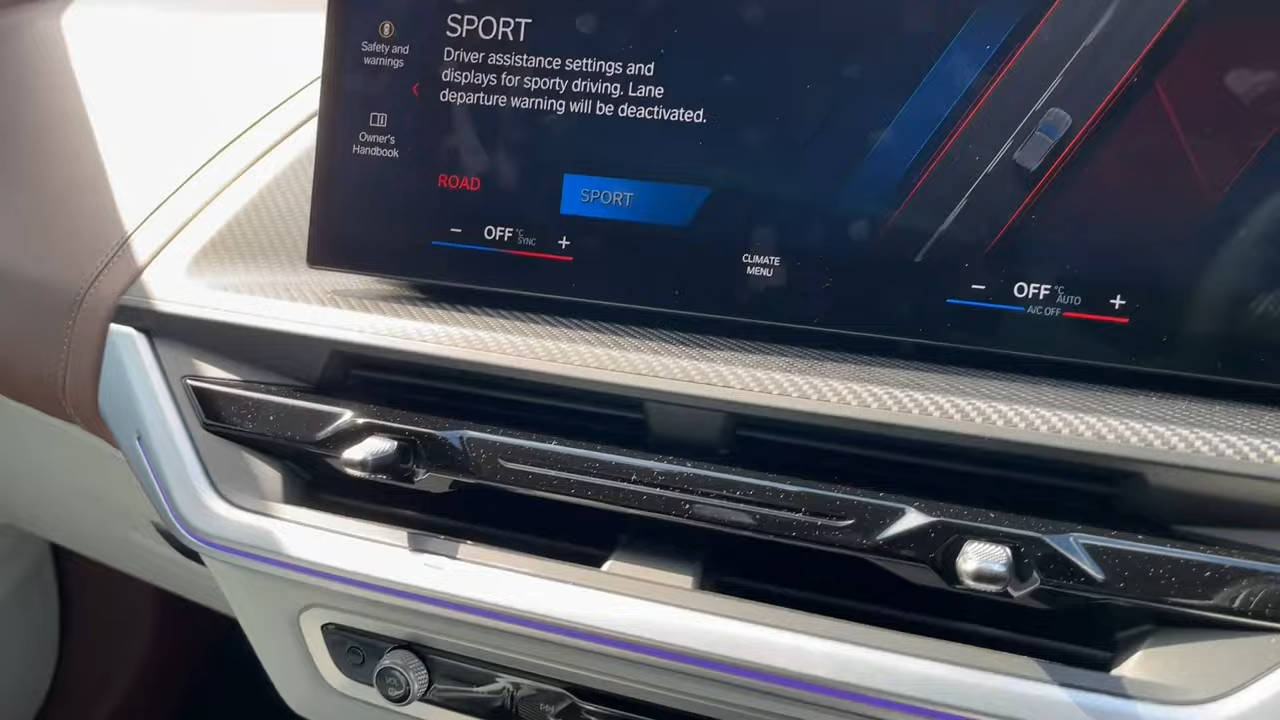 SPORT
Driver assistance settings and
displays for sporty driving. Lane
departure warning will be deactivated.
Safety and
warnings
Owner's
Handbook
ROAD
SPORT
− OFF °C SYNC +
CLIMATE
MENU
− OFF °C AUTO +
A/C OFF
VOL